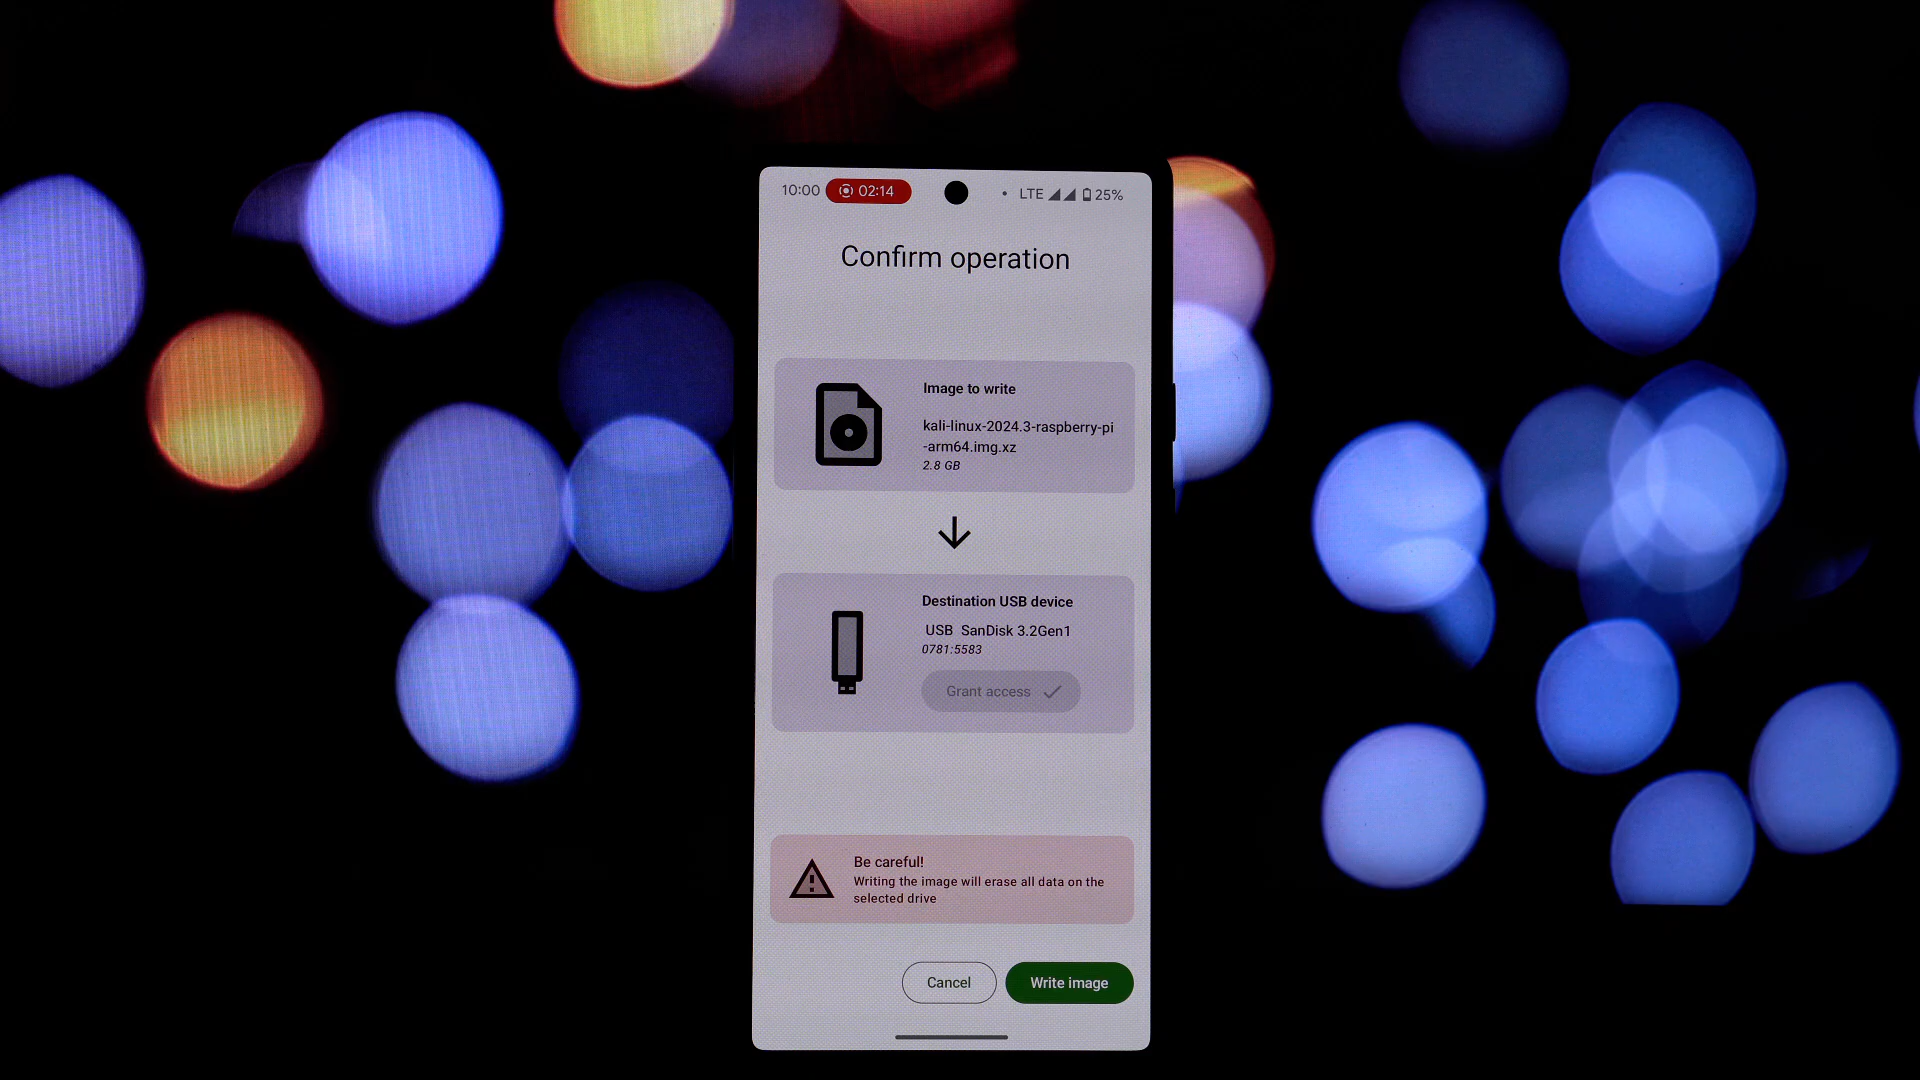 10:00 02:14 LTE 25%
Confirm operation
Image to write
kali-linux-2024.3-raspberry-pi
-arm64.img.xz
2.8 GB
Destination USB device
USB SanDisk 3.2Gen1
0781:5583
Grant access
Be careful!
Writing the image will erase all data on the
selected drive
Cancel Write image